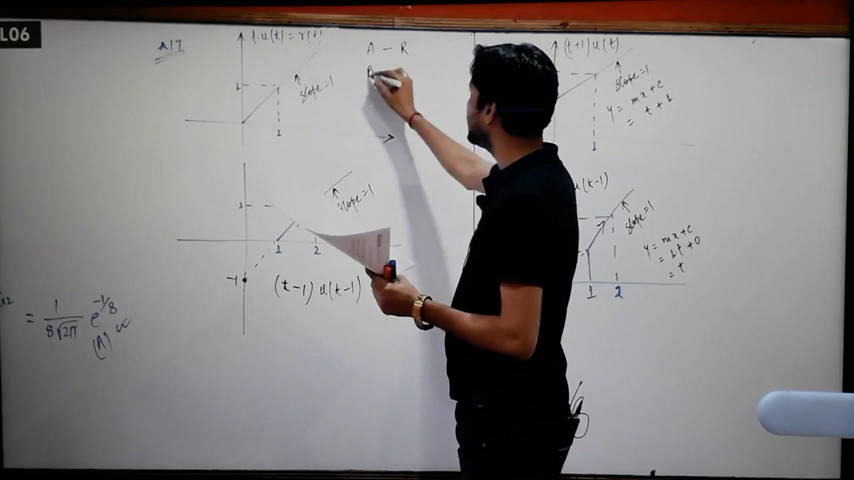 L06
t u(t) = r(t)
1
slope=1
1
A - R
B
(t+1) u(t)
slope=1
y = mx+c
= t + 1
1
1
slope=1
1
2
-1
(t-1) u(t-1)
u(t-1)
slope=1
y = mx+c
= 1t+0
= t
1
2
= 1/8√2π e^-1/8
(A)